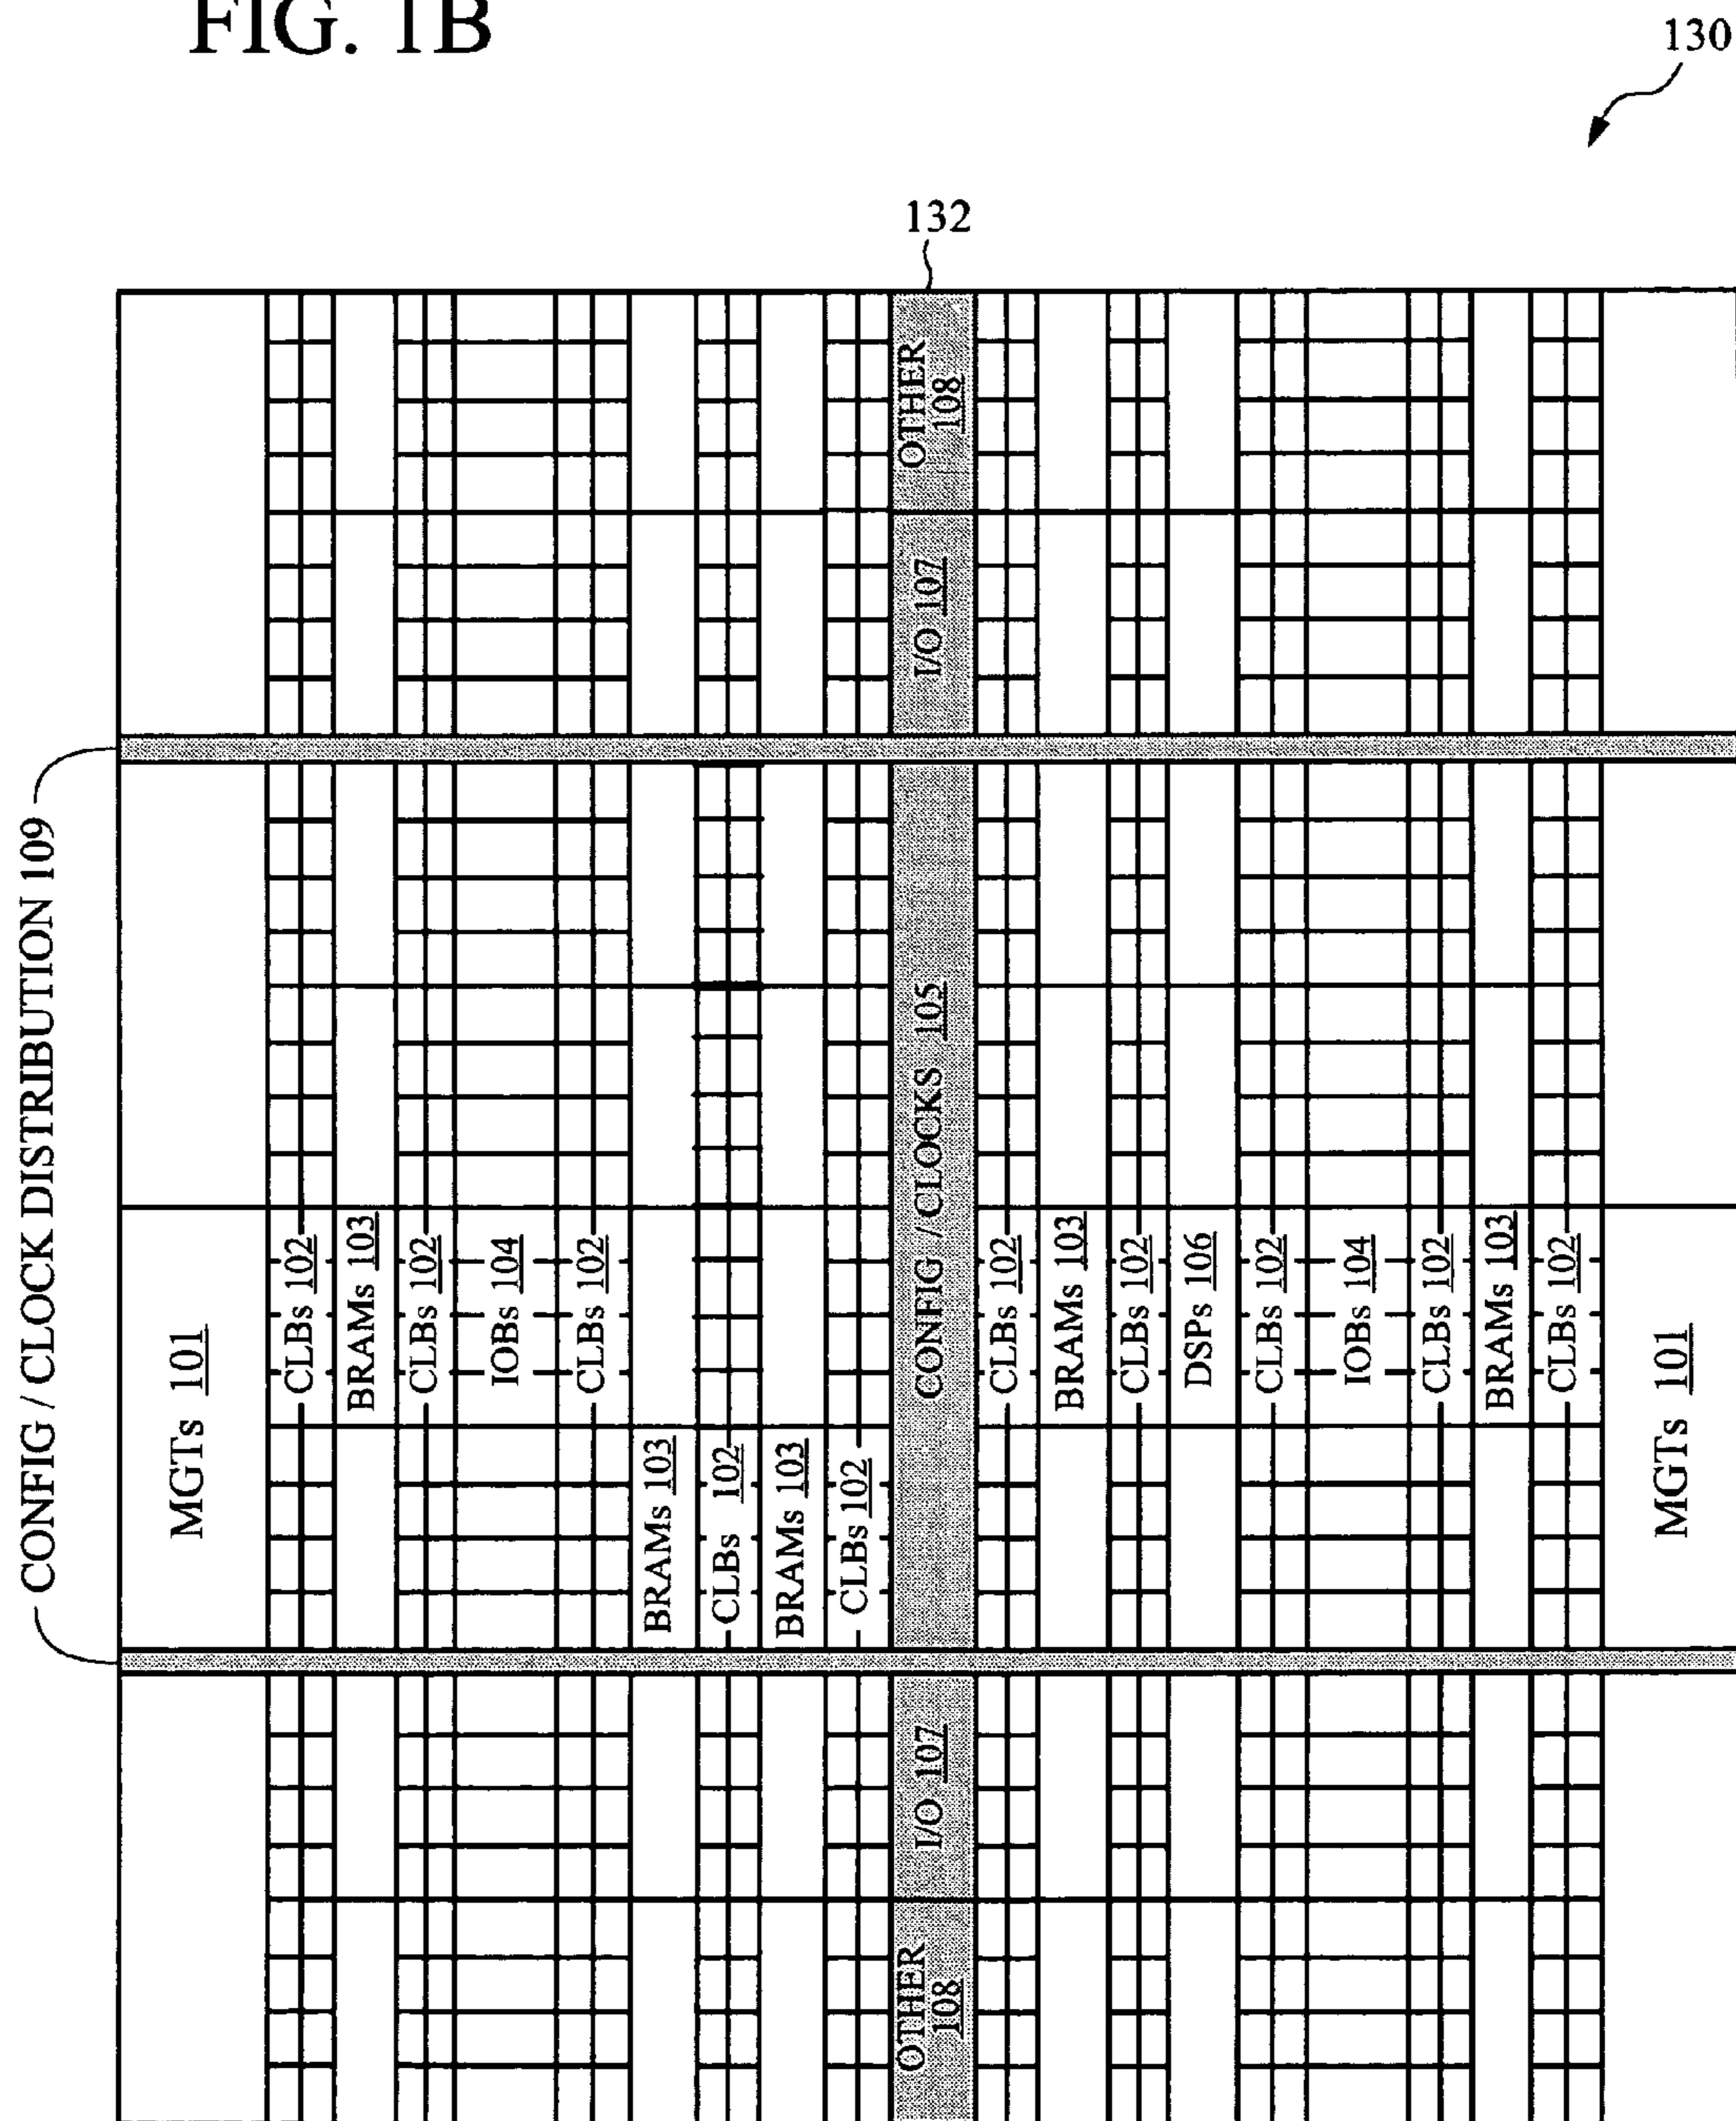 FIG. 1B
130
132
CONFIG / CLOCK DISTRIBUTION 109
MGTs 101
CLBs 102
BRAMs 103
CLBs 102
IOBs 104
CLBs 102
BRAMs 103
CLBs 102
BRAMs 103
CLBs 102
OTHER
108
I/O 107
CONFIG / CLOCKS 105
I/O 107
OTHER
108
CLBs 102
BRAMs 103
CLBs 102
DSPs 106
CLBs 102
IOBs 104
CLBs 102
BRAMs 103
CLBs 102
MGTs 101